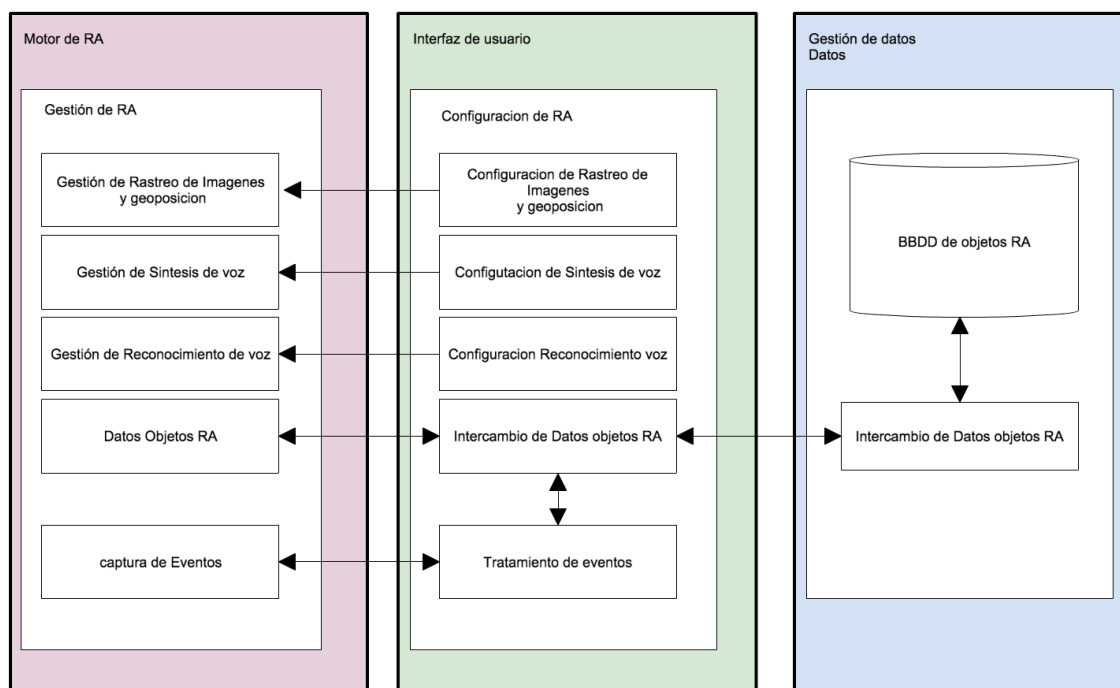 Motor de RA
Gestión de RA
Gestión de Rastreo de Imagenes
y geoposicion
Gestión de Sintesis de voz
Gestión de Reconocimiento de voz
Datos Objetos RA
captura de Eventos
Interfaz de usuario
Configuracion de RA
Configuracion de Rastreo de
Imagenes
y geoposicion
Configutacion de Sintesis de voz
Configuracion Reconocimiento voz
Intercambio de Datos objetos RA
Tratamiento de eventos
Gestión de datos
Datos
BBDD de objetos RA
Intercambio de Datos objetos RA